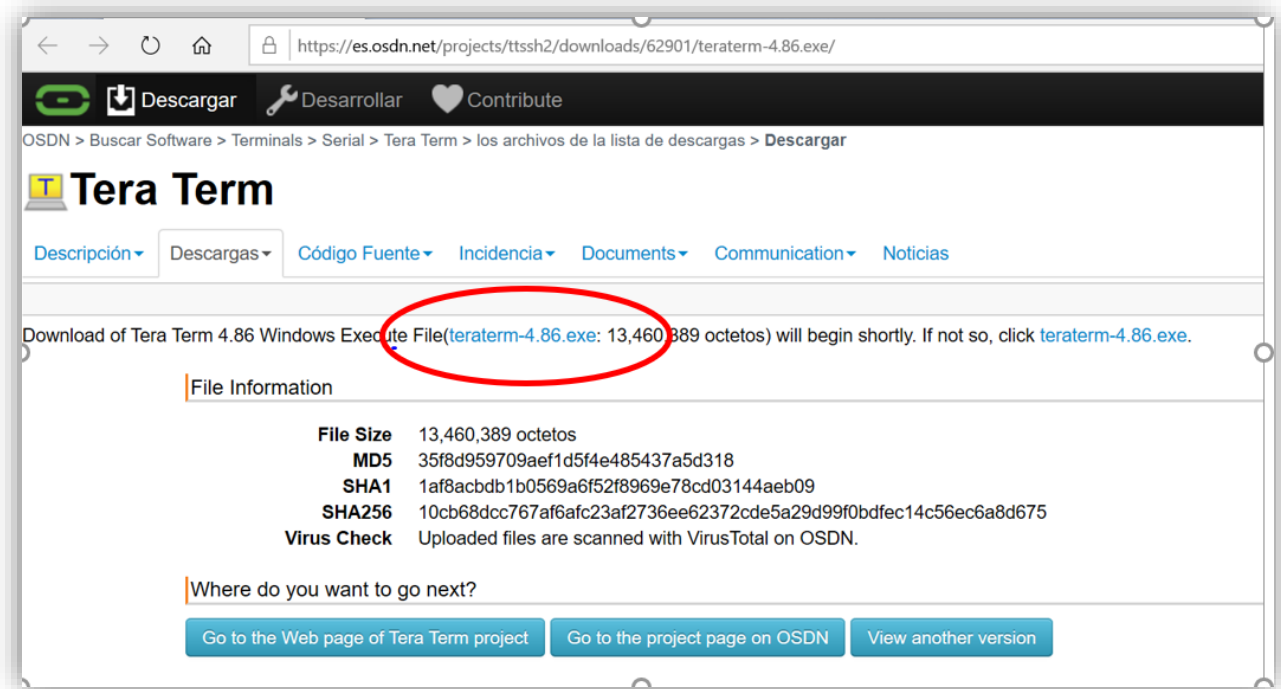 https://es.osdn.net/projects/ttssh2/downloads/62901/teraterm-4.86.exe/
Descargar Desarrollar Contribute
OSDN > Buscar Software > Terminals > Serial > Tera Term > los archivos de la lista de descargas > Descargar
T Tera Term
Descripción Descargas Código Fuente Incidencia Documents Communication Noticias
Download of Tera Term 4.86 Windows Execute File(teraterm-4.86.exe: 13,460,389 octetos) will begin shortly. If not so, click teraterm-4.86.exe.
File Information
File Size 13,460,389 octetos
MD5 35f8d959709aef1d5f4e485437a5d318
SHA1 1af8acbdb1b0569a6f52f8969e78cd03144aeb09
SHA256 10cb68dcc767af6afc23af2736ee62372cde5a29d99f0bdfec14c56ec6a8d675
Virus Check Uploaded files are scanned with VirusTotal on OSDN.
Where do you want to go next?
Go to the Web page of Tera Term project Go to the project page on OSDN View another version